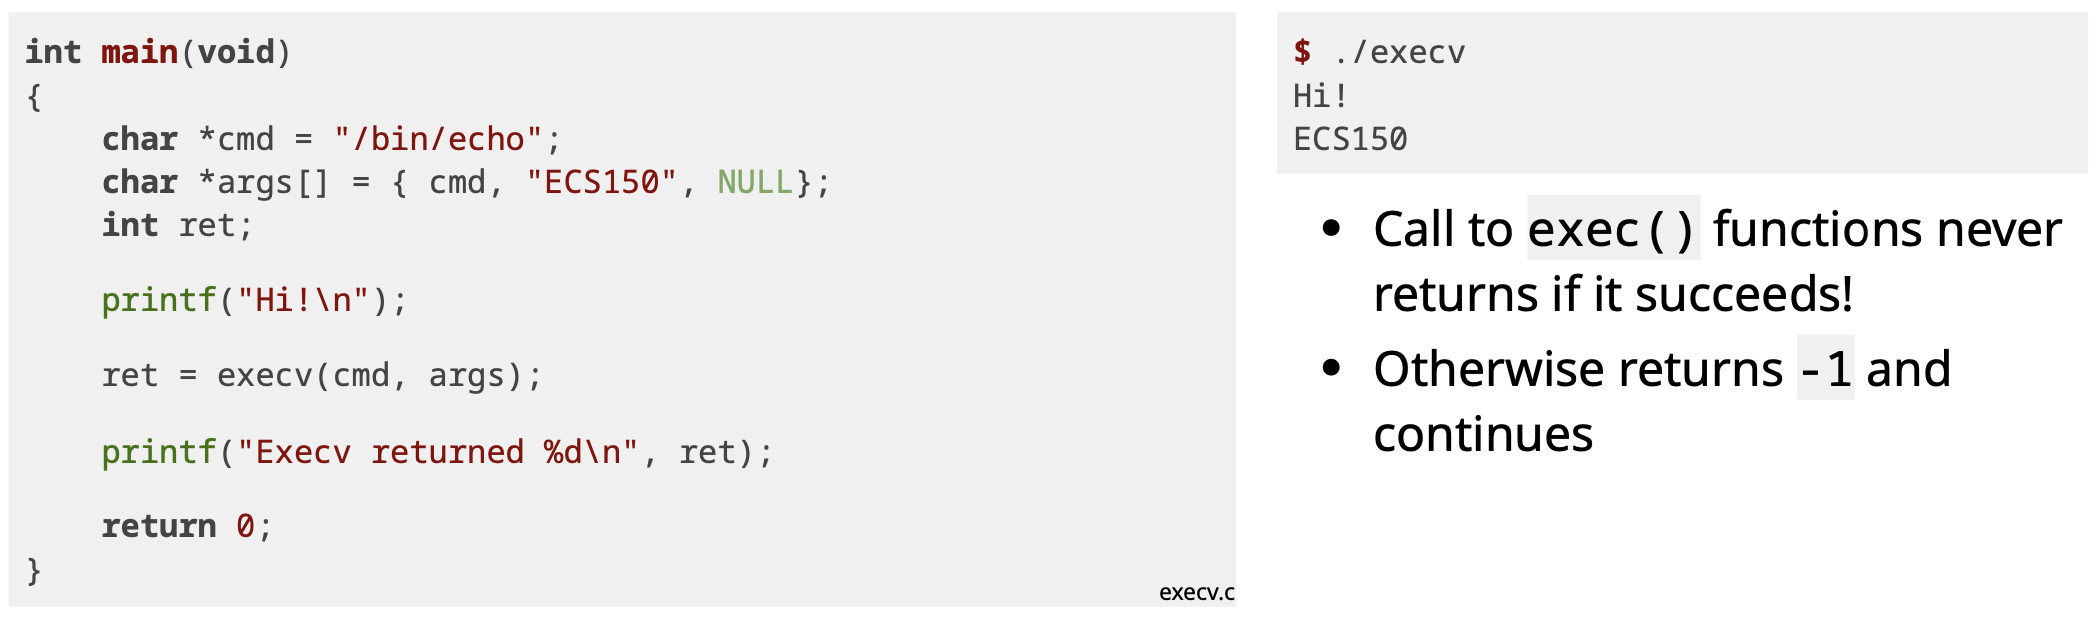 int main(void)
{
    char *cmd = "/bin/echo";
    char *args[] = { cmd, "ECS150", NULL};
    int ret;
    printf("Hi!\n");
    ret = execv(cmd, args);
    printf("Execv returned %d\n", ret);
    return 0;
}
execv.c
$ ./execv
Hi!
ECS150
• Call to exec() functions never
returns if it succeeds!
• Otherwise returns -1 and
continues